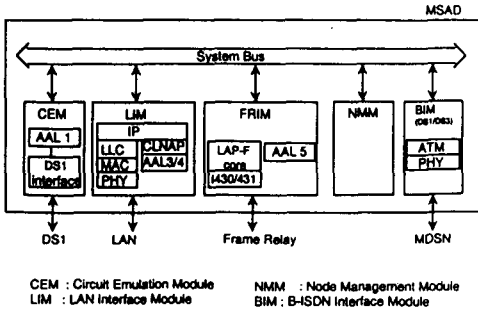 MSAD
System Bus
CEM
AAL 1
DS1
interface
LIM
IP
LLC
CLNAP
MAC
AAL3/4
PHY
FRIM
LAP-F
core
AAL 5
I430/431
NMM
BIM
(DS1/DS3)
ATM
PHY
DS1
LAN
Frame Relay
MDSN
CEM : Circuit Emulation Module
NMM : Node Management Module
LIM : LAN Interface Module
BIM : B-ISDN Interface Module